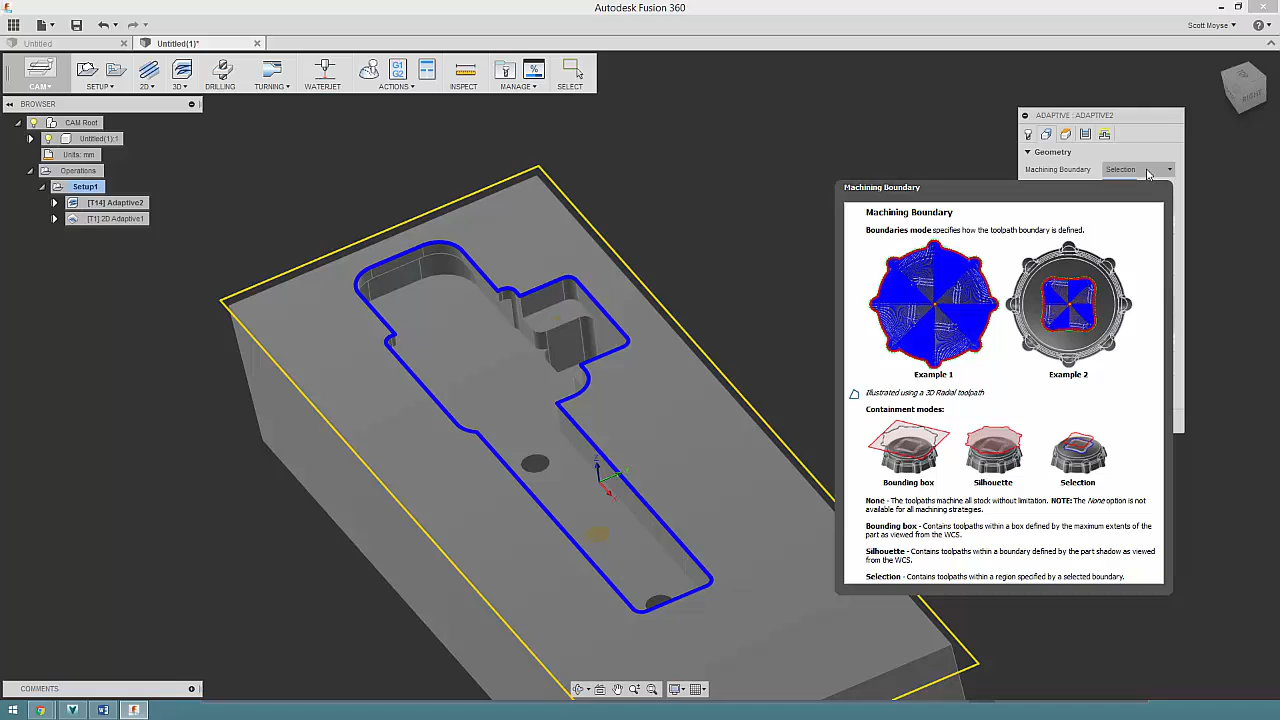 Autodesk Fusion 360
Scott Moyse
Untitled
Untitled(1)*
CAM
SETUP
2D
3D
DRILLING
TURNING
WATERJET
G1
G2
ACTIONS
INSPECT
%
MANAGE
SELECT
BROWSER
CAM Root
Untitled(1):1
Units: mm
Operations
Setup1
[T14] Adaptive2
[T1] 2D Adaptive1
RIGHT
ADAPTIVE : ADAPTIVE2
Geometry
Machining Boundary
Selection
Machining Boundary
Machining Boundary
Boundaries mode specifies how the toolpath boundary is defined.
Example 1
Example 2
Illustrated using a 3D Radial toolpath
Containment modes:
Bounding box
Silhouette
Selection
None - The toolpaths machine all stock without limitation. NOTE: The None option is not
available for all machining strategies.
Bounding box - Contains toolpaths within a box defined by the maximum extents of the
part as viewed from the WCS.
Silhouette - Contains toolpaths within a boundary defined by the part shadow as viewed
from the WCS.
Selection - Contains toolpaths within a region specified by a selected boundary.
Z
COMMENTS